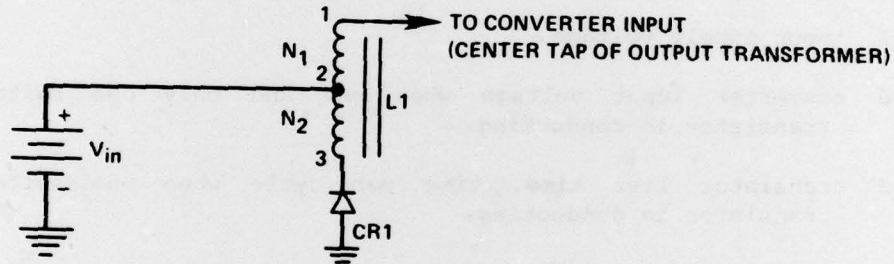 1
TO CONVERTER INPUT
(CENTER TAP OF OUTPUT TRANSFORMER)
N1
2
L1
N2
+
Vin
3
CR1